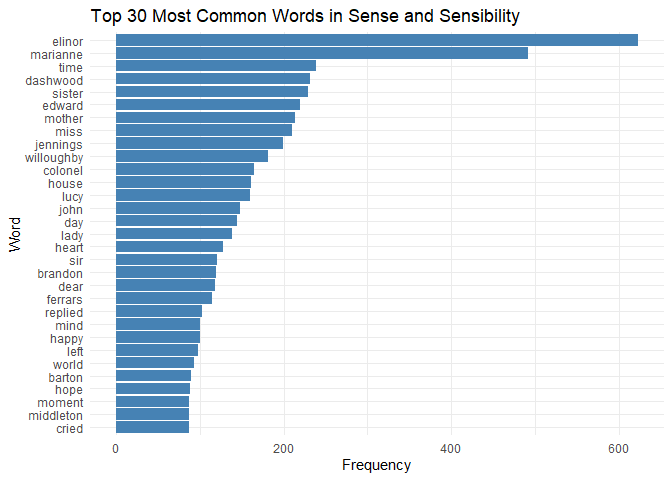 Top 30 Most Common Words in Sense and Sensibility
elinor
marianne
time
dashwood
sister
edward
mother
miss
jennings
willoughby
colonel
house
lucy
john
day
lady
heart
sir
brandon
dear
ferrars
replied
mind
happy
left
world
barton
hope
moment
middleton
cried
Word
0 200 400 600
Frequency